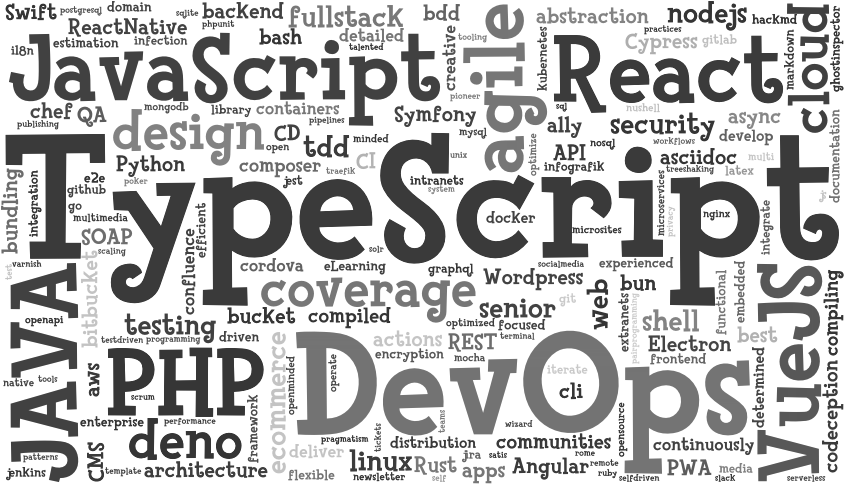 Swift
postgresql
domain
sqlite
backend
phpunit
fullstack
bdd
abstraction
practices
nodejs
hackmd
cloud
ghostinspector
markdown
ReactNative
i18n
estimation
infection
bash
detailed
talented
creative
tooling
agile
kubernetes
Cypress
gitlab
JavaScript
React
pioneer
chef
QA
mongodb
library
containers
pipelines
Symfony
sql
nushell
publishing
design
open
CD
tdd
minded
mysql
optimize
ally
nosql
security
workflows
async
develop
documentation
Python
poker
composer
traefik
CI
unix
API
infografik
asciidoc
treeshaking
multi
latex
bundling
integration
e2e
github
go
jest
intranets
system
TypeScript
multimedia
efficient
docker
microsites
microservices
privacy
nginx
integrate
SOAP
scaling
confluence
solr
test
varnish
bitbucket
cordova
eLearning
graphql
socialmedia
Wordpress
experienced
JAVA
openapi
coverage
git
web
bun
extranets
functional
embedded
VueJS
compiling
testing
bucket
compiled
optimized
senior
focused
terminal
shell
pairprogramming
best
testdriven
programming
driven
actions
encryption
REST
mocha
Electron
frontend
determined
native
tools
aws
PHP
scrum
ecommerce
openminded
operate
DevOps
iterate
cli
codeception
enterprise
performance
framework
deno
teams
wizard
opensource
patterns
CMS
pragmatism
tickets
distribution
communities
continuously
jenkins
template
architecture
deliver
flexible
linux
newsletter
Rust
self
jira
apps
satis
Angular
rome
remote
ruby
selfdriven
PWA
slack
media
serverless